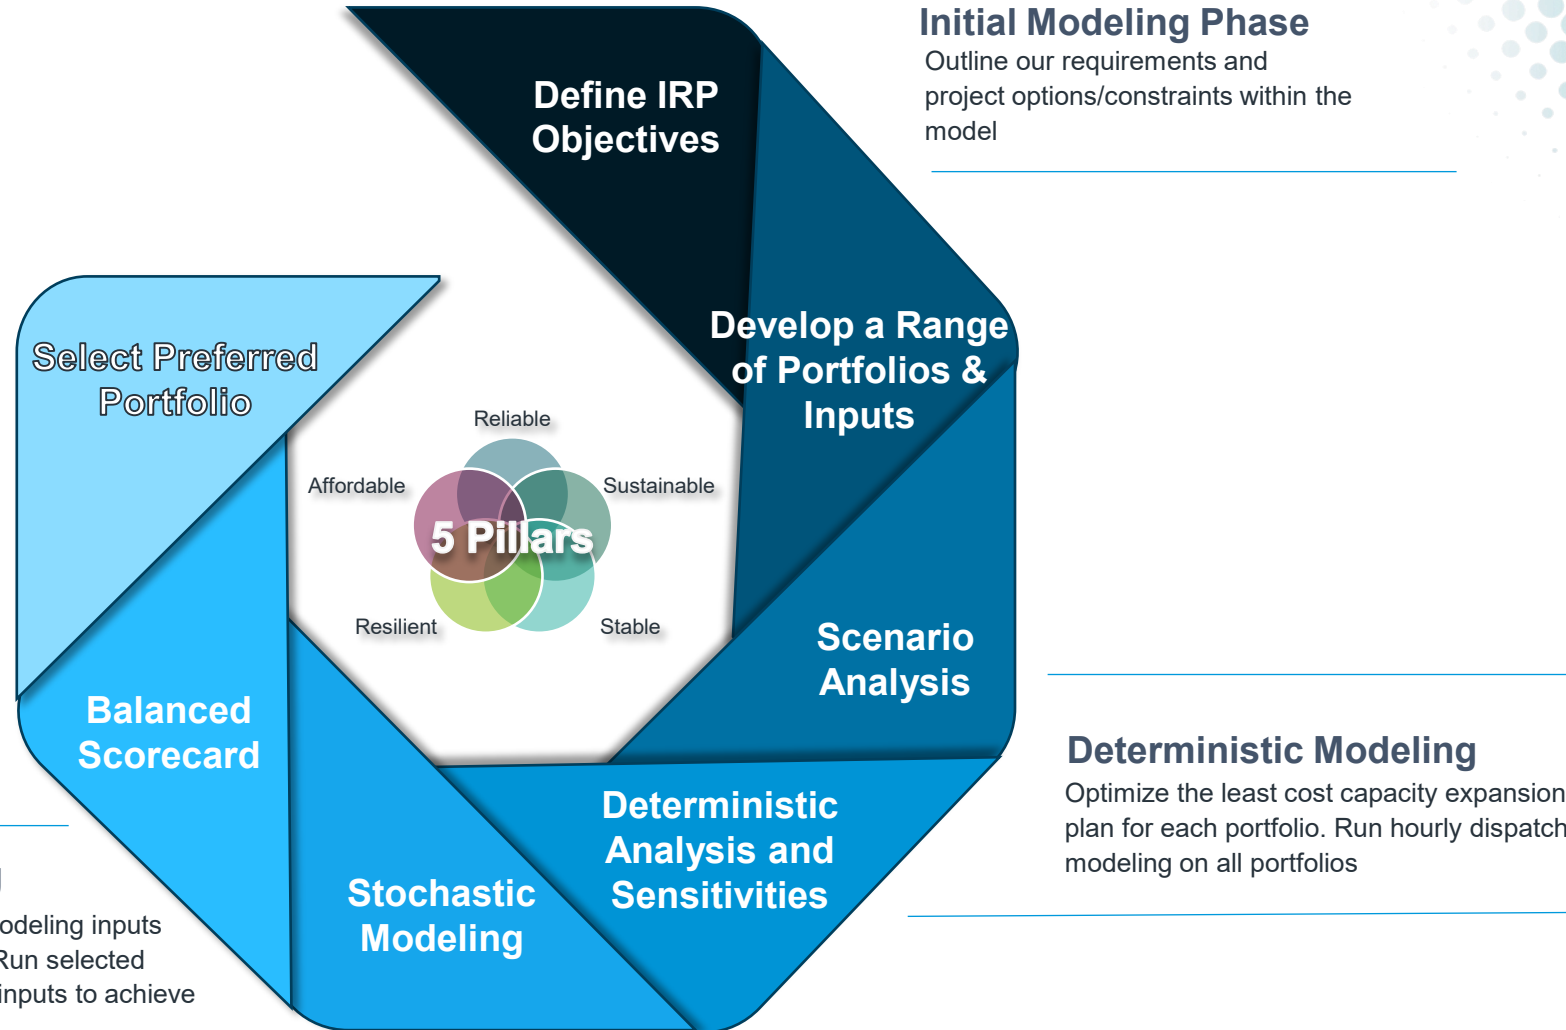 Initial Modeling Phase
Outline our requirements and
project options/constraints within the
model
Define IRP
Objectives
Develop a Range
of Portfolios &
Inputs
Scenario
Analysis
Deterministic
Analysis and
Sensitivities
Stochastic
Modeling
Balanced
Scorecard
Select Preferred
Portfolio
Reliable
Affordable
Sustainable
5 Pillars
Resilient
Stable
Deterministic Modeling
Optimize the least cost capacity expansion
plan for each portfolio. Run hourly dispatch
modeling on all portfolios
odeling inputs
Run selected
inputs to achieve